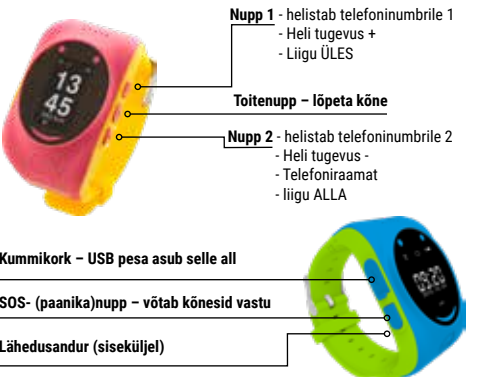 Nupp 1 - helistab telefoninumbrile 1
- Heli tugevus +
- Liigu ÜLES
Toitenupp – lõpeta kõne
Nupp 2 - helistab telefoninumbrile 2
- Heli tugevus -
- Telefoniraamat
- liigu ALLA
13
45
Kummikork – USB pesa asub selle all
SOS- (paanika)nupp – võtab kõnesid vastu
Lähedusandur (siseküljel)
09:20